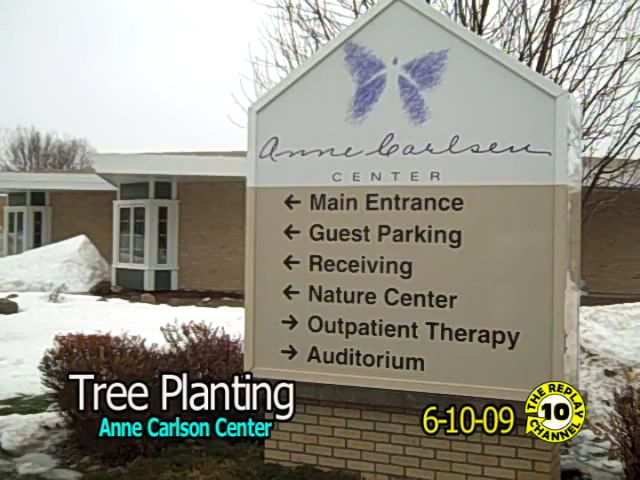 Anne Carlsen
CENTER
← Main Entrance
← Guest Parking
← Receiving
← Nature Center
→ Outpatient Therapy
→ Auditorium
Tree Planting
Anne Carlson Center
6-10-09
THE REPLAY
10
CHANNEL